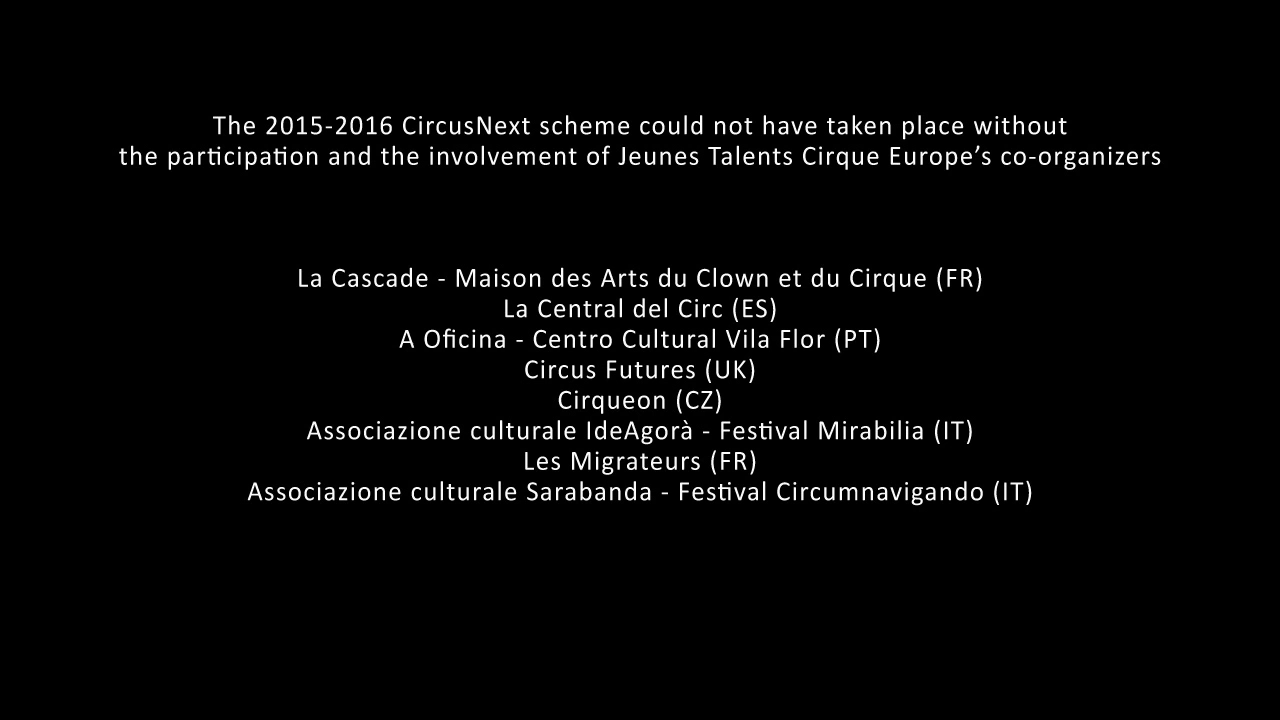 The 2015-2016 CircusNext scheme could not have taken place without
the participation and the involvement of Jeunes Talents Cirque Europe’s co-organizers
La Cascade - Maison des Arts du Clown et du Cirque (FR)
La Central del Circ (ES)
A Oficina - Centro Cultural Vila Flor (PT)
Circus Futures (UK)
Cirqueon (CZ)
Associazione culturale IdeAgorà - Festival Mirabilia (IT)
Les Migrateurs (FR)
Associazione culturale Sarabanda - Festival Circumnavigando (IT)